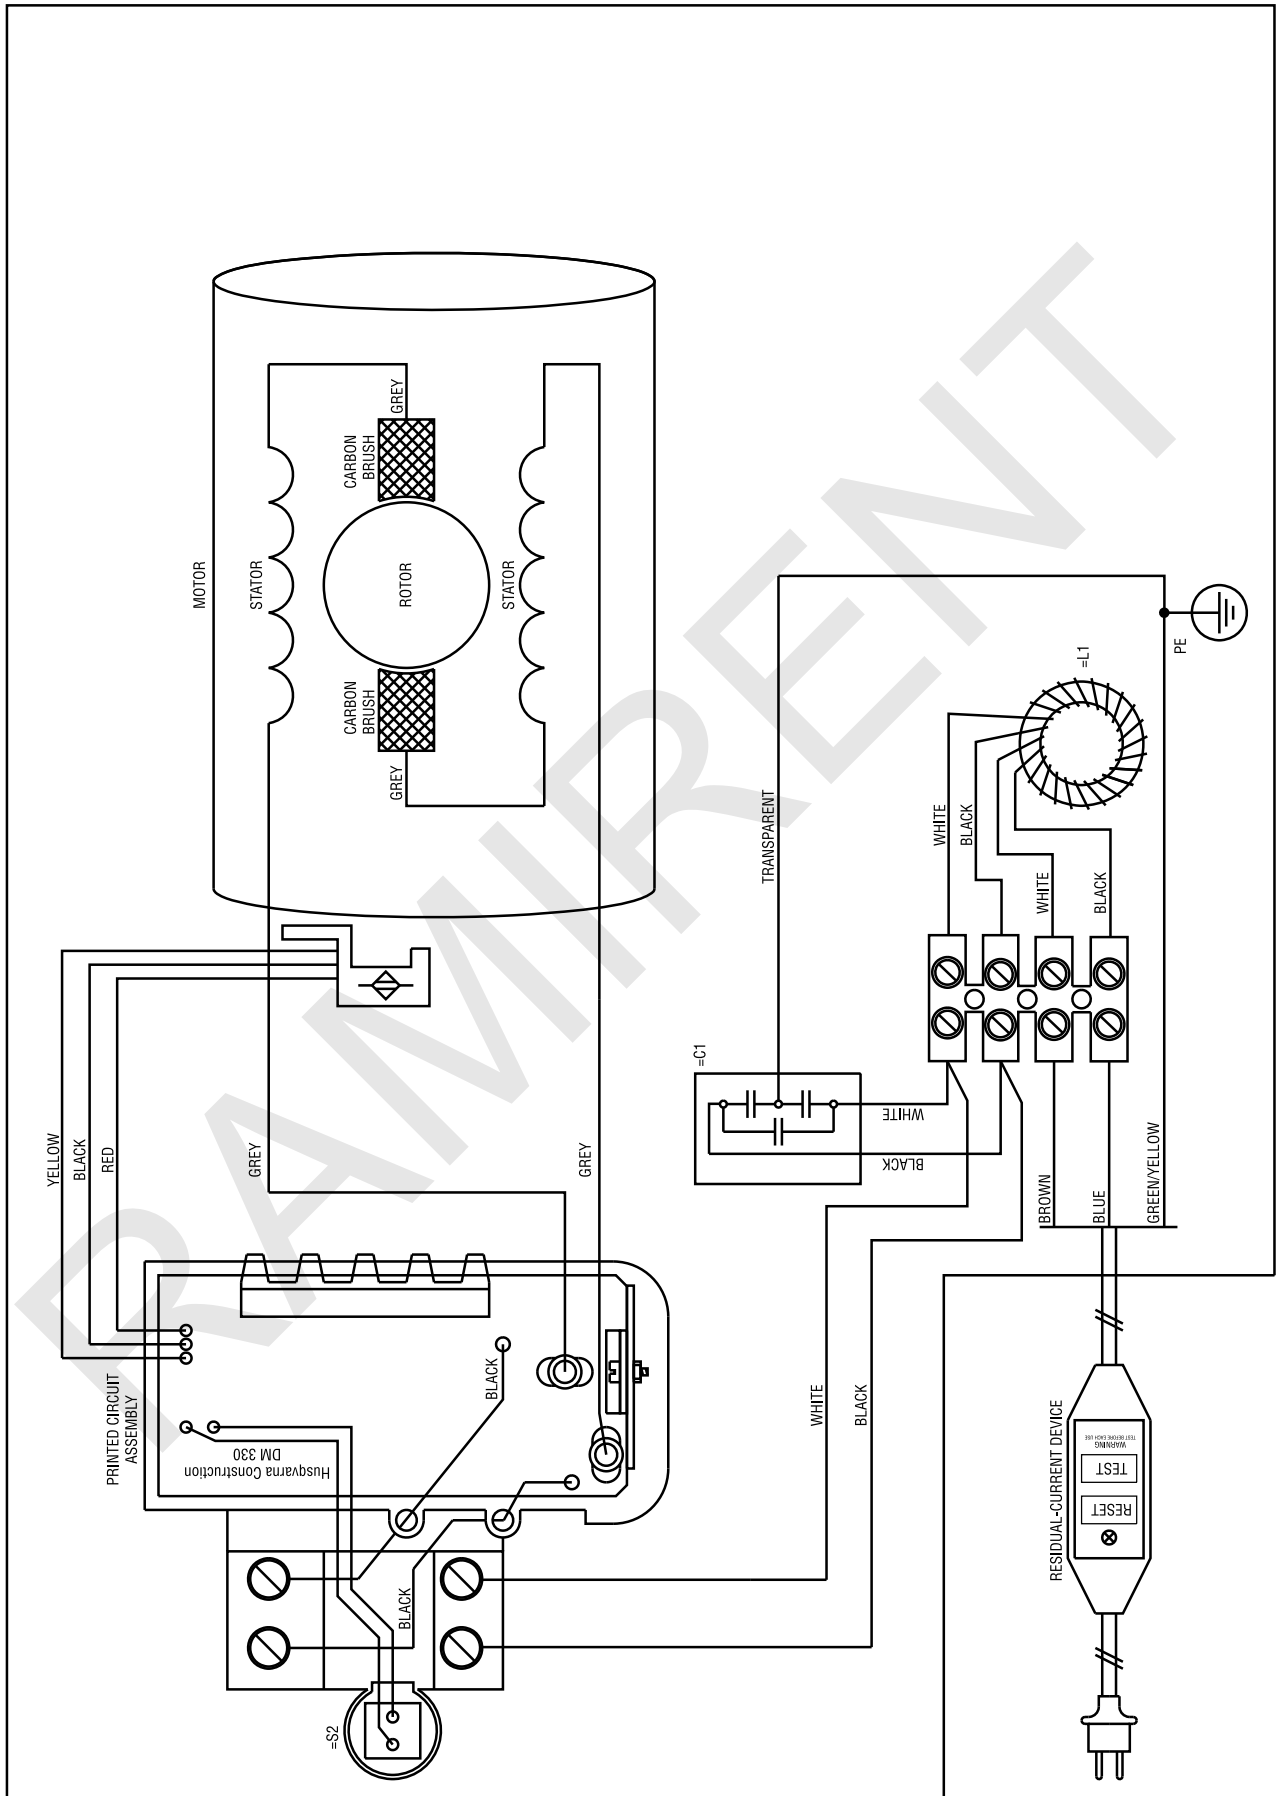 RAMIRENT
MOTOR
STATOR
GREY
CARBON
BRUSH
ROTOR
CARBON
BRUSH
GREY
STATOR
YELLOW
BLACK
RED
GREY
GREY
PRINTED CIRCUIT
ASSEMBLY
Husqvarna Construction
DM 330
BLACK
BLACK
=S2
TRANSPARENT
=C1
WHITE
BLACK
WHITE
BLACK
WHITE
BLACK
WHITE
BLACK
=L1
PE
BROWN
BLUE
GREEN/YELLOW
RESIDUAL-CURRENT DEVICE
RESET
TEST
WARNING
TEST BEFORE EACH USE